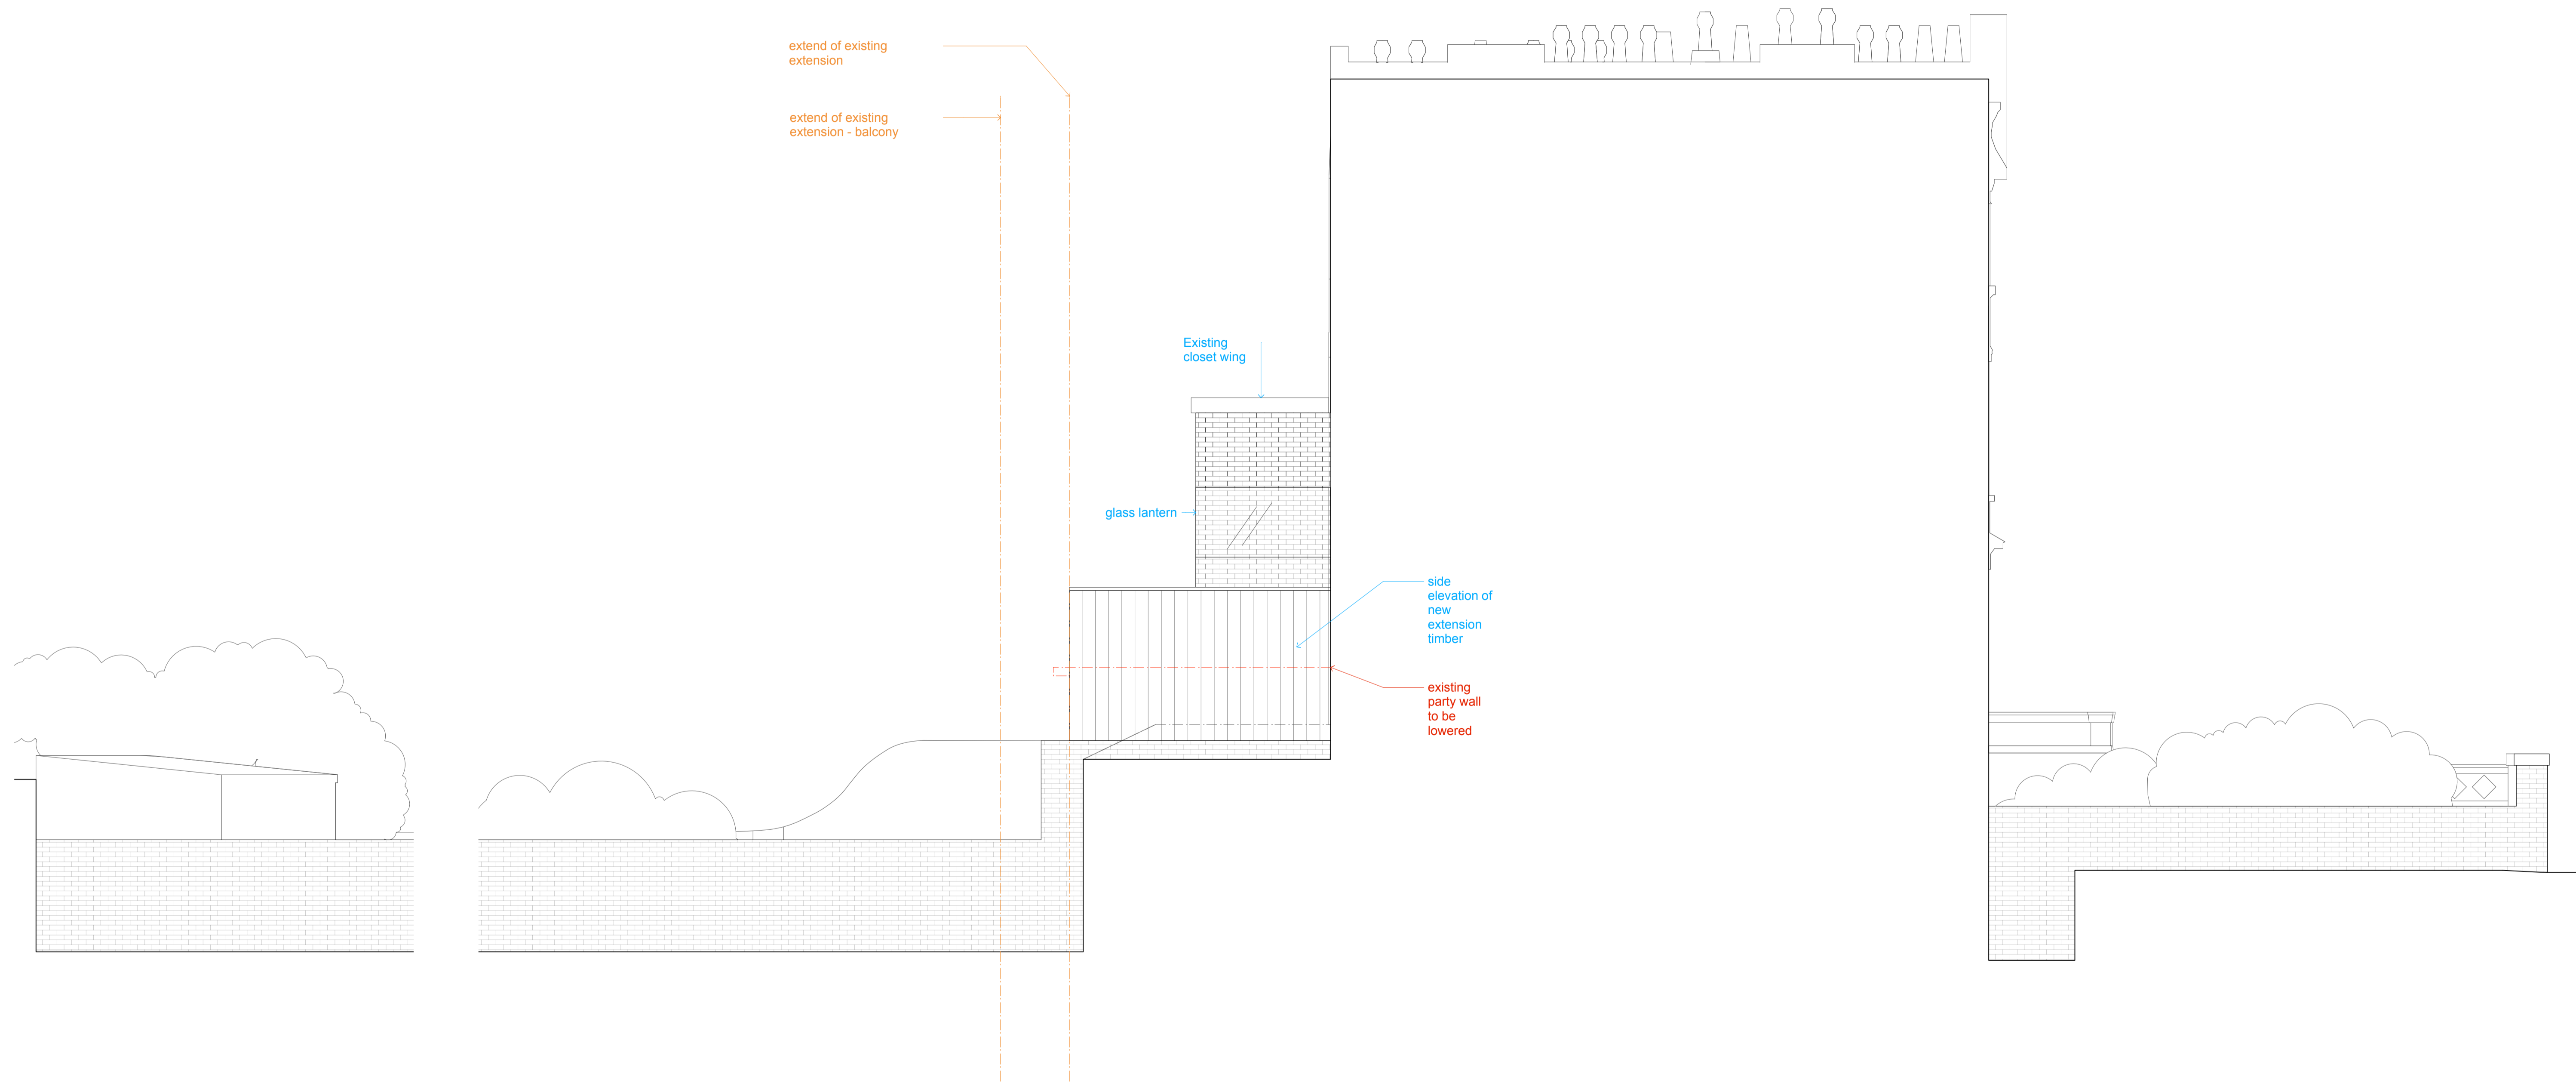 extend of existing
extension
extend of existing
extension - balcony
Existing
closet wing
glass lantern
side
elevation of
new
extension
timber
existing
party wall
to be
lowered